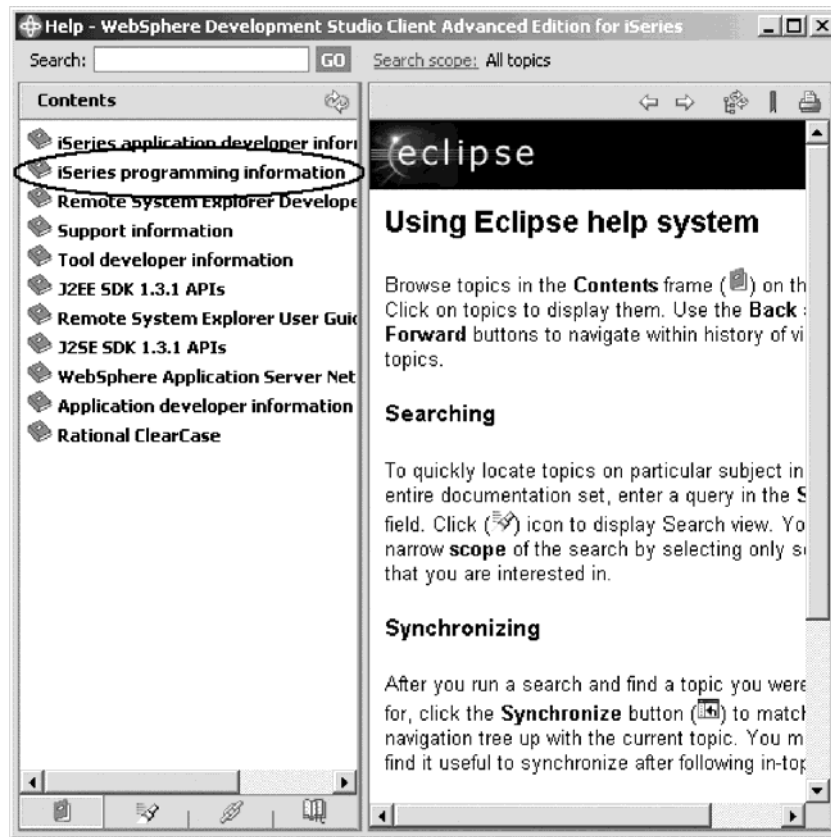 Help - WebSphere Development Studio Client Advanced Edition for iSeries
Search: GO Search scope: All topics
Contents
iSeries application developer
iSeries programming information
Remote System Explorer
Support information
Tool developer information
J2EE SDK 1.3.1 APIs
Remote System Explorer User
J2SE SDK 1.3.1 APIs
WebSphere Application Server Net
Application developer information
Rational ClearCase
eclipse
Using Eclipse help system
Browse topics in the Contents frame ( ) on
Click on topics to display them. Use the Back
Forward buttons to navigate within history of
topics.
Searching
To quickly locate topics on particular subject in
entire documentation set, enter a query in the
field. Click ( ) icon to display Search view.
narrow scope of the search by selecting only
that you are interested in.
Synchronizing
After you run a search and find a topic you were
for, click the Synchronize button ( ) to match
navigation tree up with the current topic. You
find it useful to synchronize after following